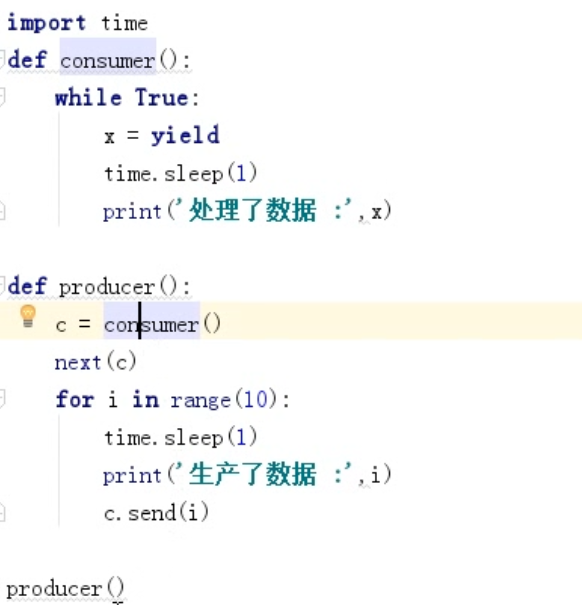 import time
def consumer():
    while True:
        x = yield
        time.sleep(1)
        print('处理了数据 :',x)
def producer():
    c = consumer()
    next(c)
    for i in range(10):
        time.sleep(1)
        print('生产了数据 :',i)
        c.send(i)
producer()